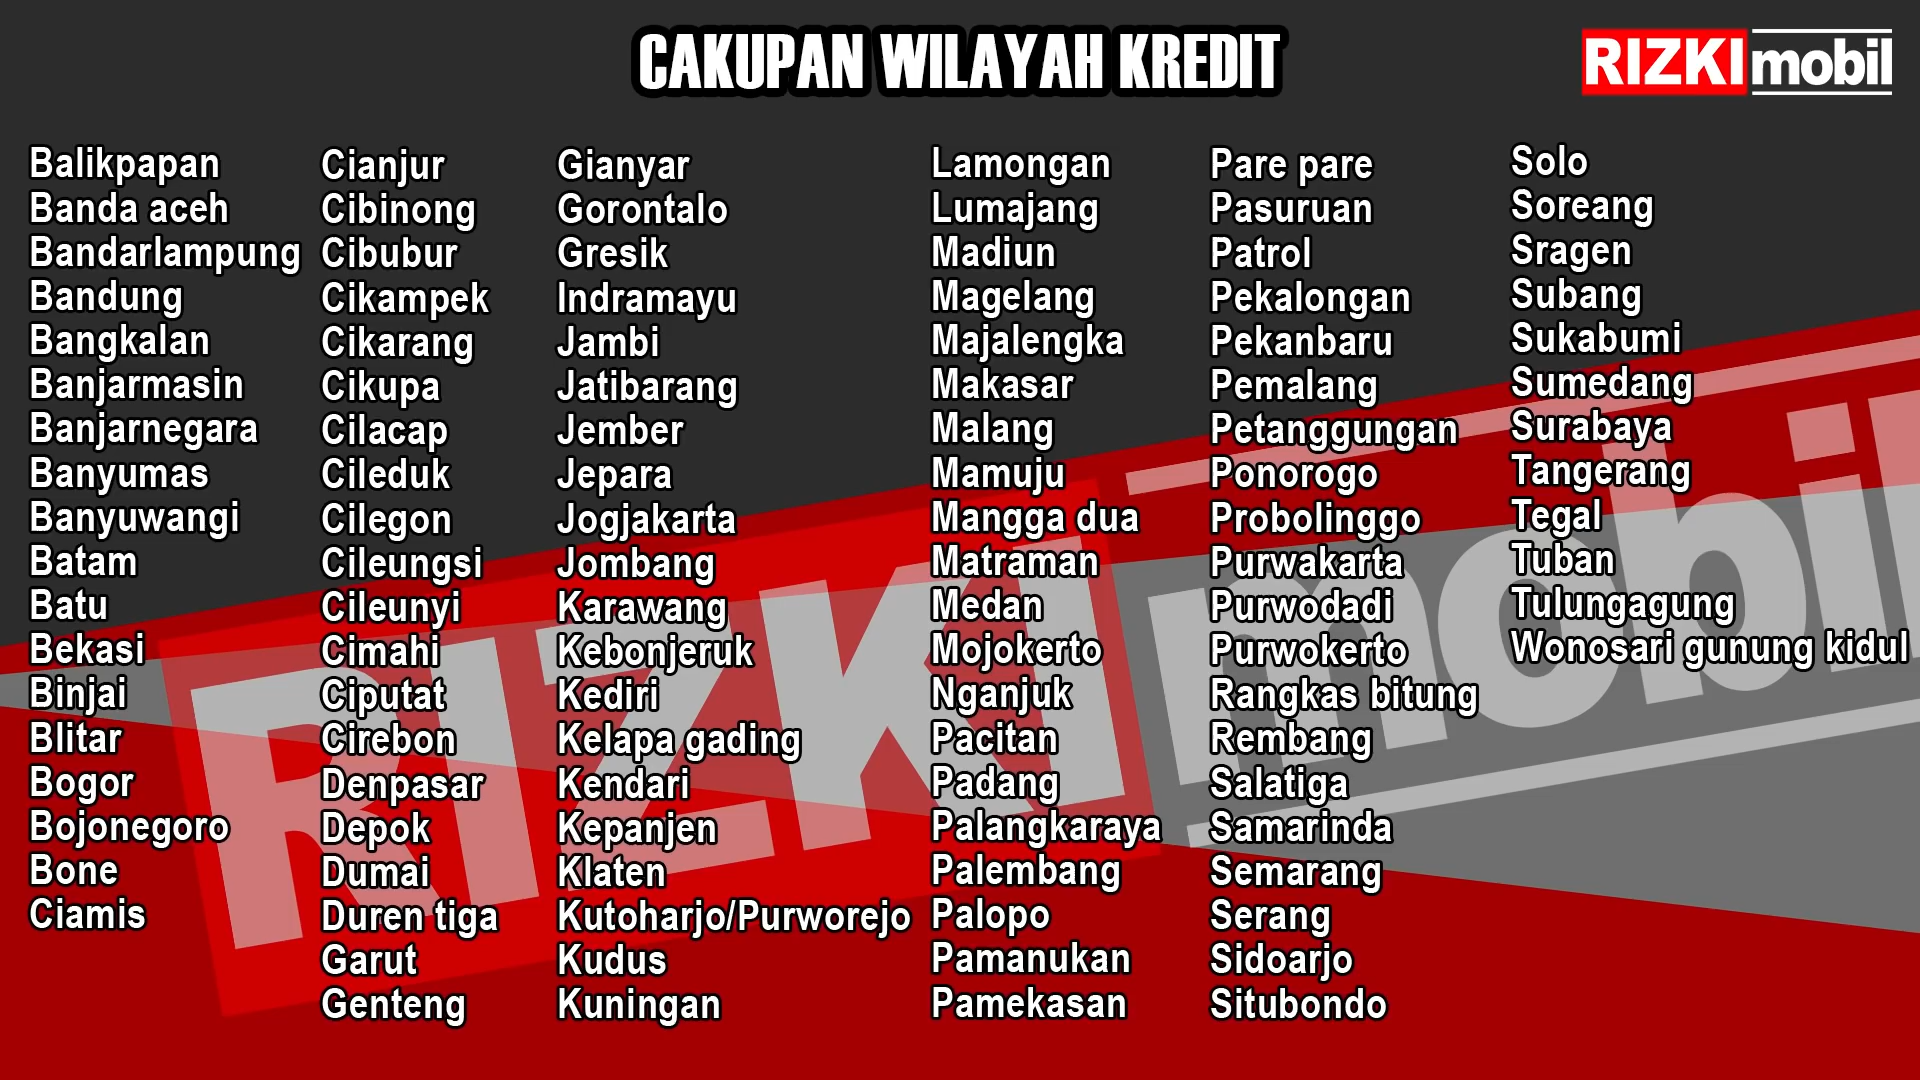 CAKUPAN WILAYAH KREDIT
RIZKI mobil
Balikpapan
Banda aceh
Bandarlampung
Bandung
Bangkalan
Banjarmasin
Banjarnegara
Banyumas
Banyuwangi
Batam
Batu
Bekasi
Binjai
Blitar
Bogor
Bojonegoro
Bone
Ciamis
Cianjur
Cibinong
Cibubur
Cikampek
Cikarang
Cikupa
Cilacap
Cileduk
Cilegon
Cileungsi
Cileunyi
Cimahi
Ciputat
Cirebon
Denpasar
Depok
Dumai
Duren tiga
Garut
Genteng
Gianyar
Gorontalo
Gresik
Indramayu
Jambi
Jatibarang
Jember
Jepara
Jogjakarta
Jombang
Karawang
Kebonjeruk
Kediri
Kelapa gading
Kendari
Kepanjen
Klaten
Kutoharjo/Purworejo
Kudus
Kuningan
Lamongan
Lumajang
Madiun
Magelang
Majalengka
Makasar
Malang
Mamuju
Mangga dua
Matraman
Medan
Mojokerto
Nganjuk
Pacitan
Padang
Palangkaraya
Palembang
Palopo
Pamanukan
Pamekasan
Pare pare
Pasuruan
Patrol
Pekalongan
Pekanbaru
Pemalang
Petanggungan
Ponorogo
Probolinggo
Purwakarta
Purwodadi
Purwokerto
Rangkas bitung
Rembang
Salatiga
Samarinda
Semarang
Serang
Sidoarjo
Situbondo
Solo
Soreang
Sragen
Subang
Sukabumi
Sumedang
Surabaya
Tangerang
Tegal
Tuban
Tulungagung
Wonosari gunung kidul
RIZKI mobil